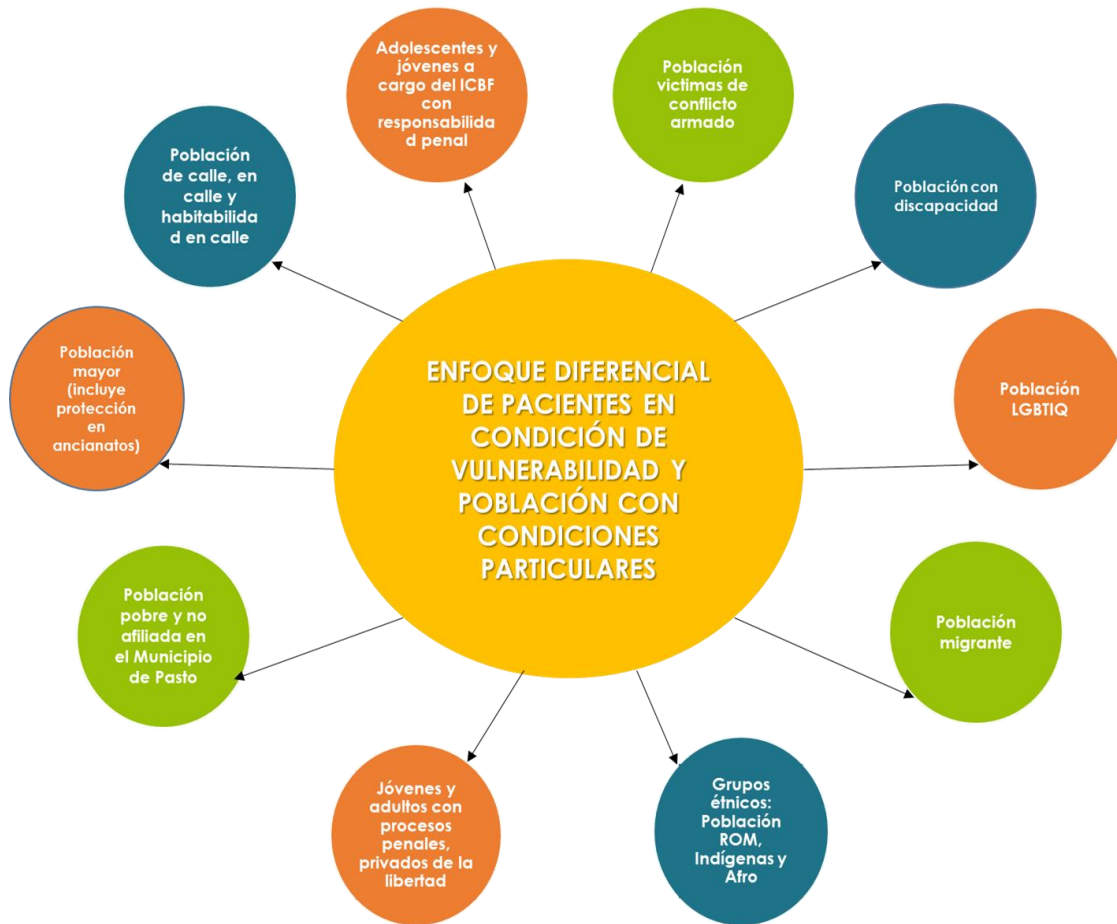 Adolescentes y
jóvenes a
cargo del ICBF
con
responsabilida
d penal
Población
victimas de
conflicto
armado
Población
de calle, en
calle y
habitabilida
d en calle
Población con
discapacidad
Población
mayor
(incluye
protección
en
ancianatos)
ENFOQUE DIFERENCIAL
DE PACIENTES EN
CONDICIÓN DE
VULNERABILIDAD Y
POBLACIÓN CON
CONDICIONES
PARTICULARES
Población
LGBTIQ
Población
pobre y no
afiliada en
el Municipio
de Pasto
Población
migrante
Jóvenes y
adultos con
procesos
penales,
privados de la
libertad
Grupos
étnicos:
Población
ROM,
Indígenas y
Afro